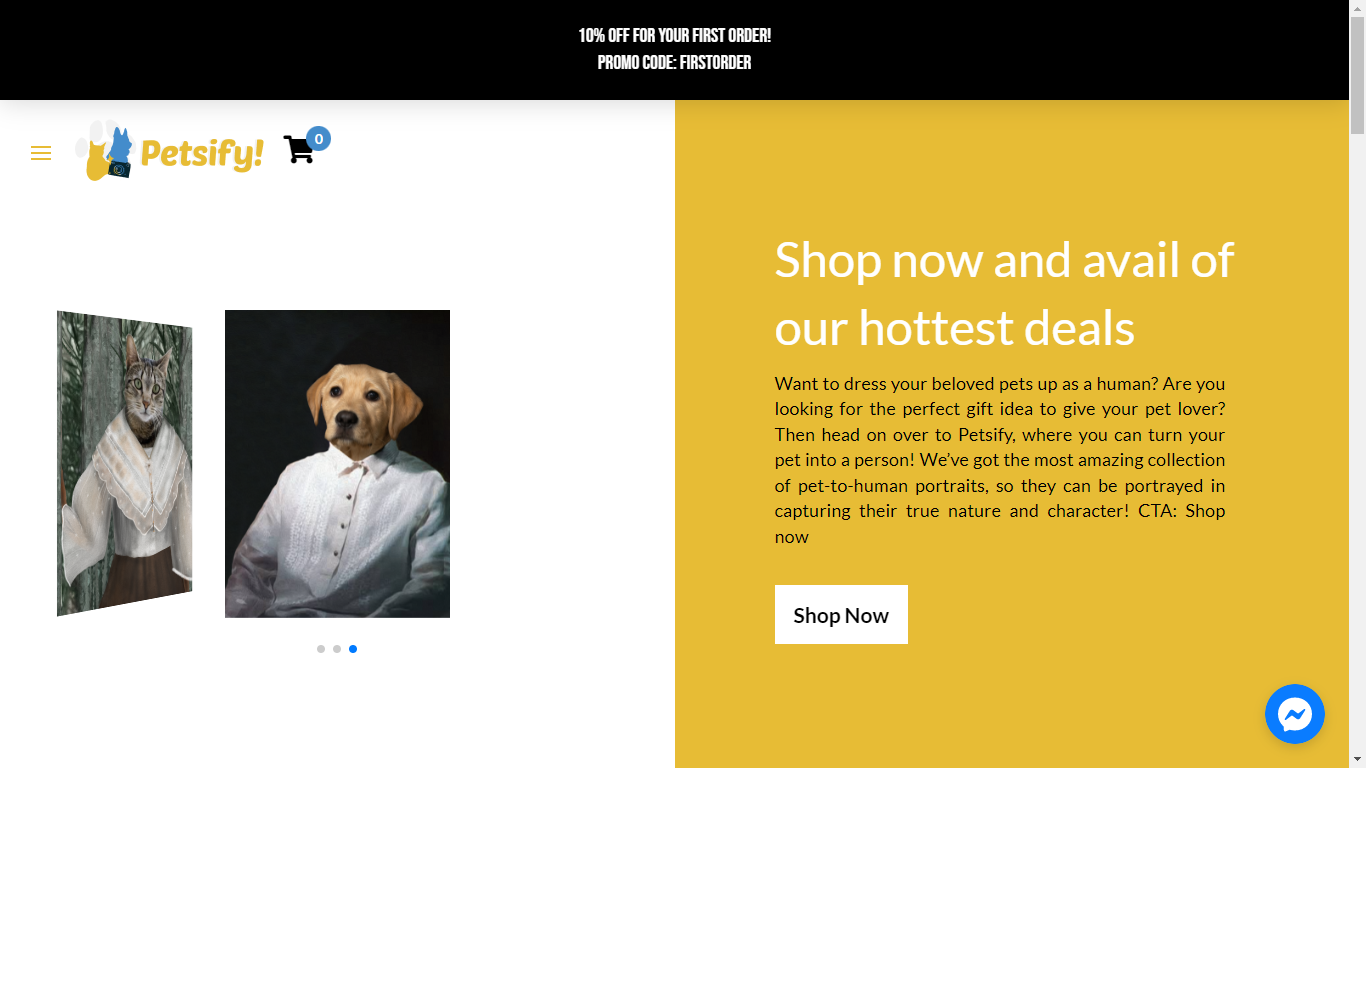 10% OFF FOR YOUR FIRST ORDER!
PROMO CODE: FIRSTORDER
Petsify!
0
Shop now and avail of
our hottest deals
Want to dress your beloved pets up as a human? Are you
looking for the perfect gift idea to give your pet lover?
Then head on over to Petsify, where you can turn your
pet into a person! We’ve got the most amazing collection
of pet-to-human portraits, so they can be portrayed in
capturing their true nature and character! CTA: Shop
now
Shop Now